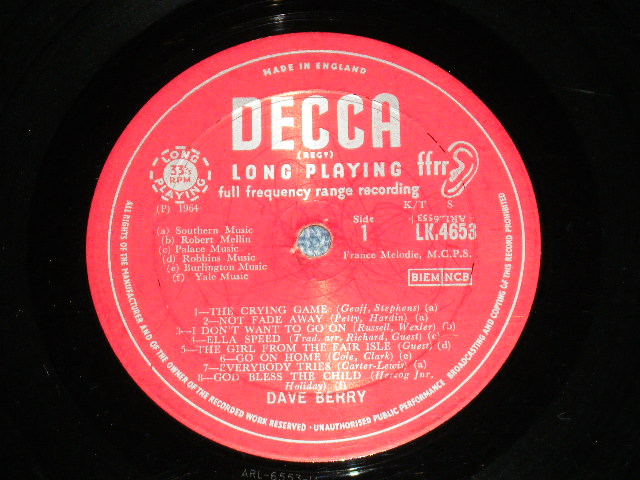 MADE IN ENGLAND
DECCA
(REGᵈ)
LONG PLAYING
33⅓
RPM
LONG PLAYING
ffrr
full frequency range recording
K/T S
(P) 1964
(ARL.6553)
Side
1
LK.4653
(a) Southern Music
(b) Robert Mellin
(c) Palace Music
(d) Robbins Music
(e) Burlington Music
(f) Yale Music
France Melodie, M.C.P.S.
BIEM NCB
1—THE CRYING GAME (Geoff, Stephens) (a)
2—NOT FADE AWAY (Petty, Hardin) (a)
3—I DON'T WANT TO GO ON (Russell, Wexler) (b)
4—ELLA SPEED (Trad. arr. Richard, Guest) (c)
5—THE GIRL FROM THE FAIR ISLE (Guest) (d)
6—GO ON HOME (Cole, Clark) (e)
7—EVERYBODY TRIES (Carter-Lewis) (a)
8—GOD BLESS THE CHILD (Herzog Jnr,
Holiday) (f)
DAVE BERRY
ALL RIGHTS OF THE MANUFACTURER AND OF THE OWNER OF THE RECORDED WORK RESERVED · UNAUTHORISED PUBLIC PERFORMANCE BROADCASTING AND COPYING OF THIS RECORD PROHIBITED